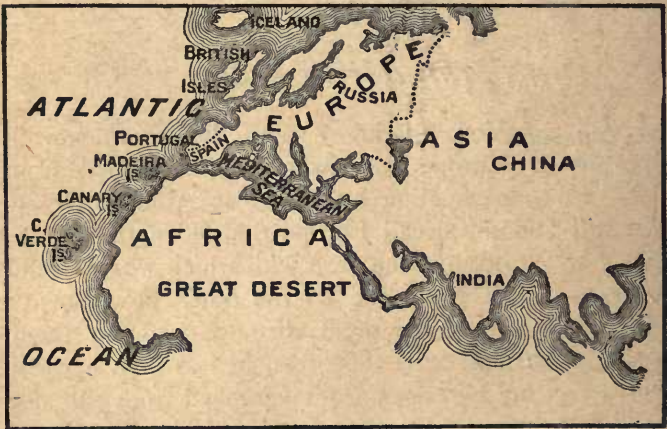 ICELAND
BRITISH
ISLES
ATLANTIC
EUROPE
RUSSIA
ASIA
CHINA
PORTUGAL
SPAIN
MADEIRA
IS
MEDITERRANEAN
SEA
CANARY
IS
C.
VERDE
IS
AFRICA
GREAT DESERT
INDIA
OCEAN